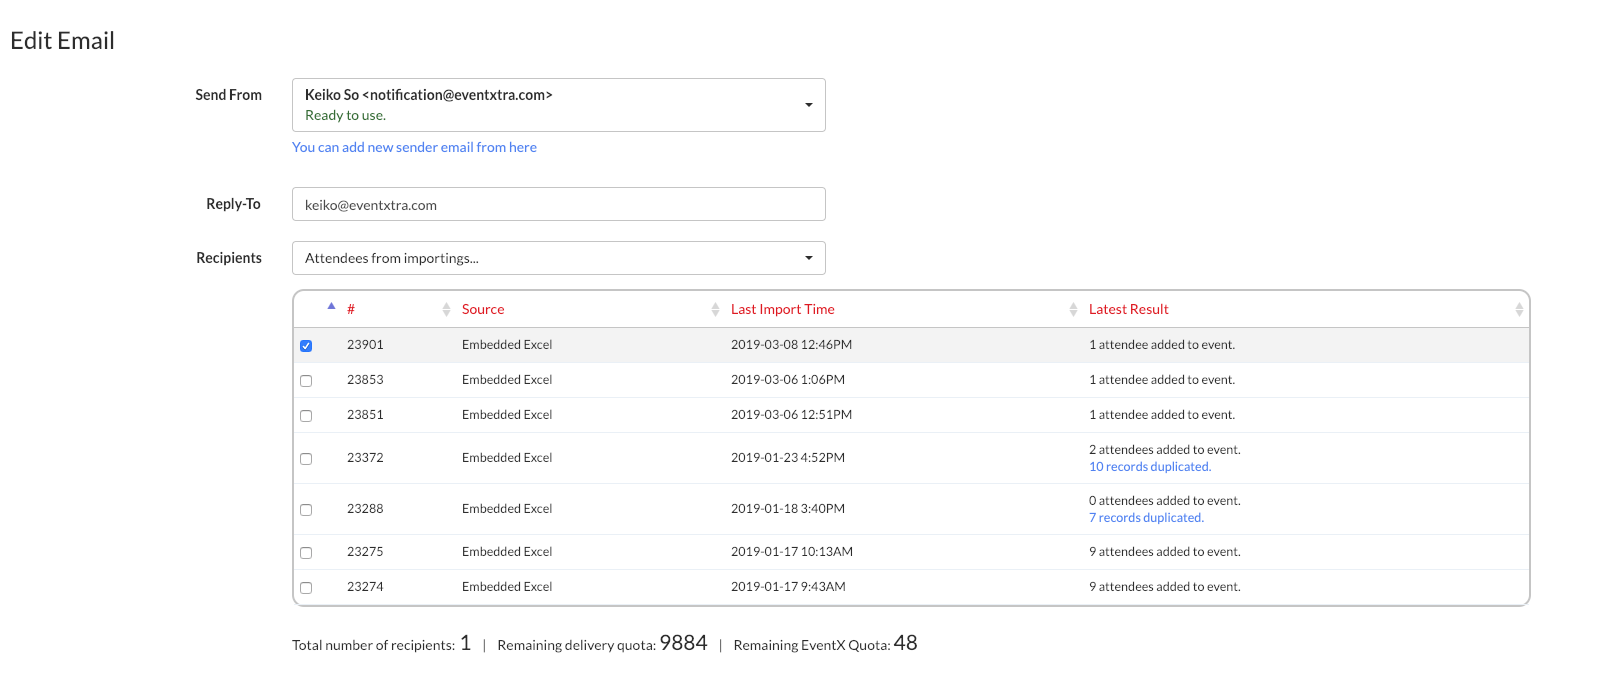 Edit Email
Send From
Keiko So <notification@eventxtra.com>
Ready to use.
You can add new sender email from here
Reply-To
keiko@eventxtra.com
Recipients
Attendees from importings...
# Source Last Import Time Latest Result
23901 Embedded Excel 2019-03-08 12:46PM 1 attendee added to event.
23853 Embedded Excel 2019-03-06 1:06PM 1 attendee added to event.
23851 Embedded Excel 2019-03-06 12:51PM 1 attendee added to event.
23372 Embedded Excel 2019-01-23 4:52PM 2 attendees added to event.
10 records duplicated.
23288 Embedded Excel 2019-01-18 3:40PM 0 attendees added to event.
7 records duplicated.
23275 Embedded Excel 2019-01-17 10:13AM 9 attendees added to event.
23274 Embedded Excel 2019-01-17 9:43AM 9 attendees added to event.
Total number of recipients: 1 | Remaining delivery quota: 9884 | Remaining EventX Quota: 48